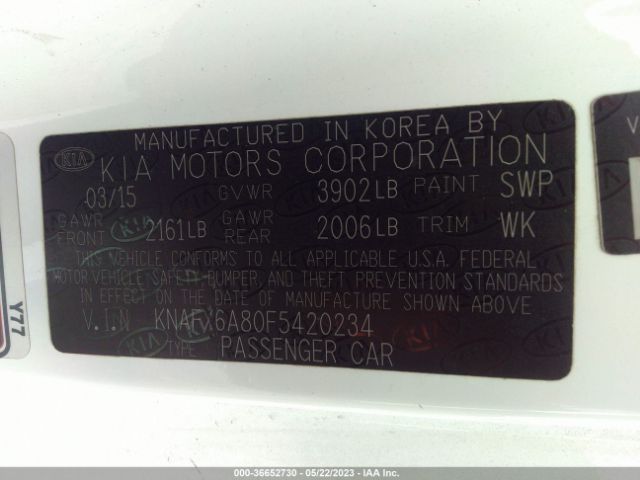 MANUFACTURED IN KOREA BY
KIA KIA MOTORS CORPORATION
03/15 GVWR 3902LB PAINT SWP
GAWR FRONT 2161LB GAWR REAR 2006LB TRIM WK
THIS VEHICLE CONFORMS TO ALL APPLICABLE U.S.A. FEDERAL
MOTOR VEHICLE SAFETY BUMPER, AND THEFT PREVENTION STANDARDS
IN EFFECT ON THE DATE OF MANUFACTURE SHOWN ABOVE
V.I.N KNAFX6A80F5420234
TYPE PASSENGER CAR
Y77
V
000-36652730 - 05/22/2023 - IAA Inc.